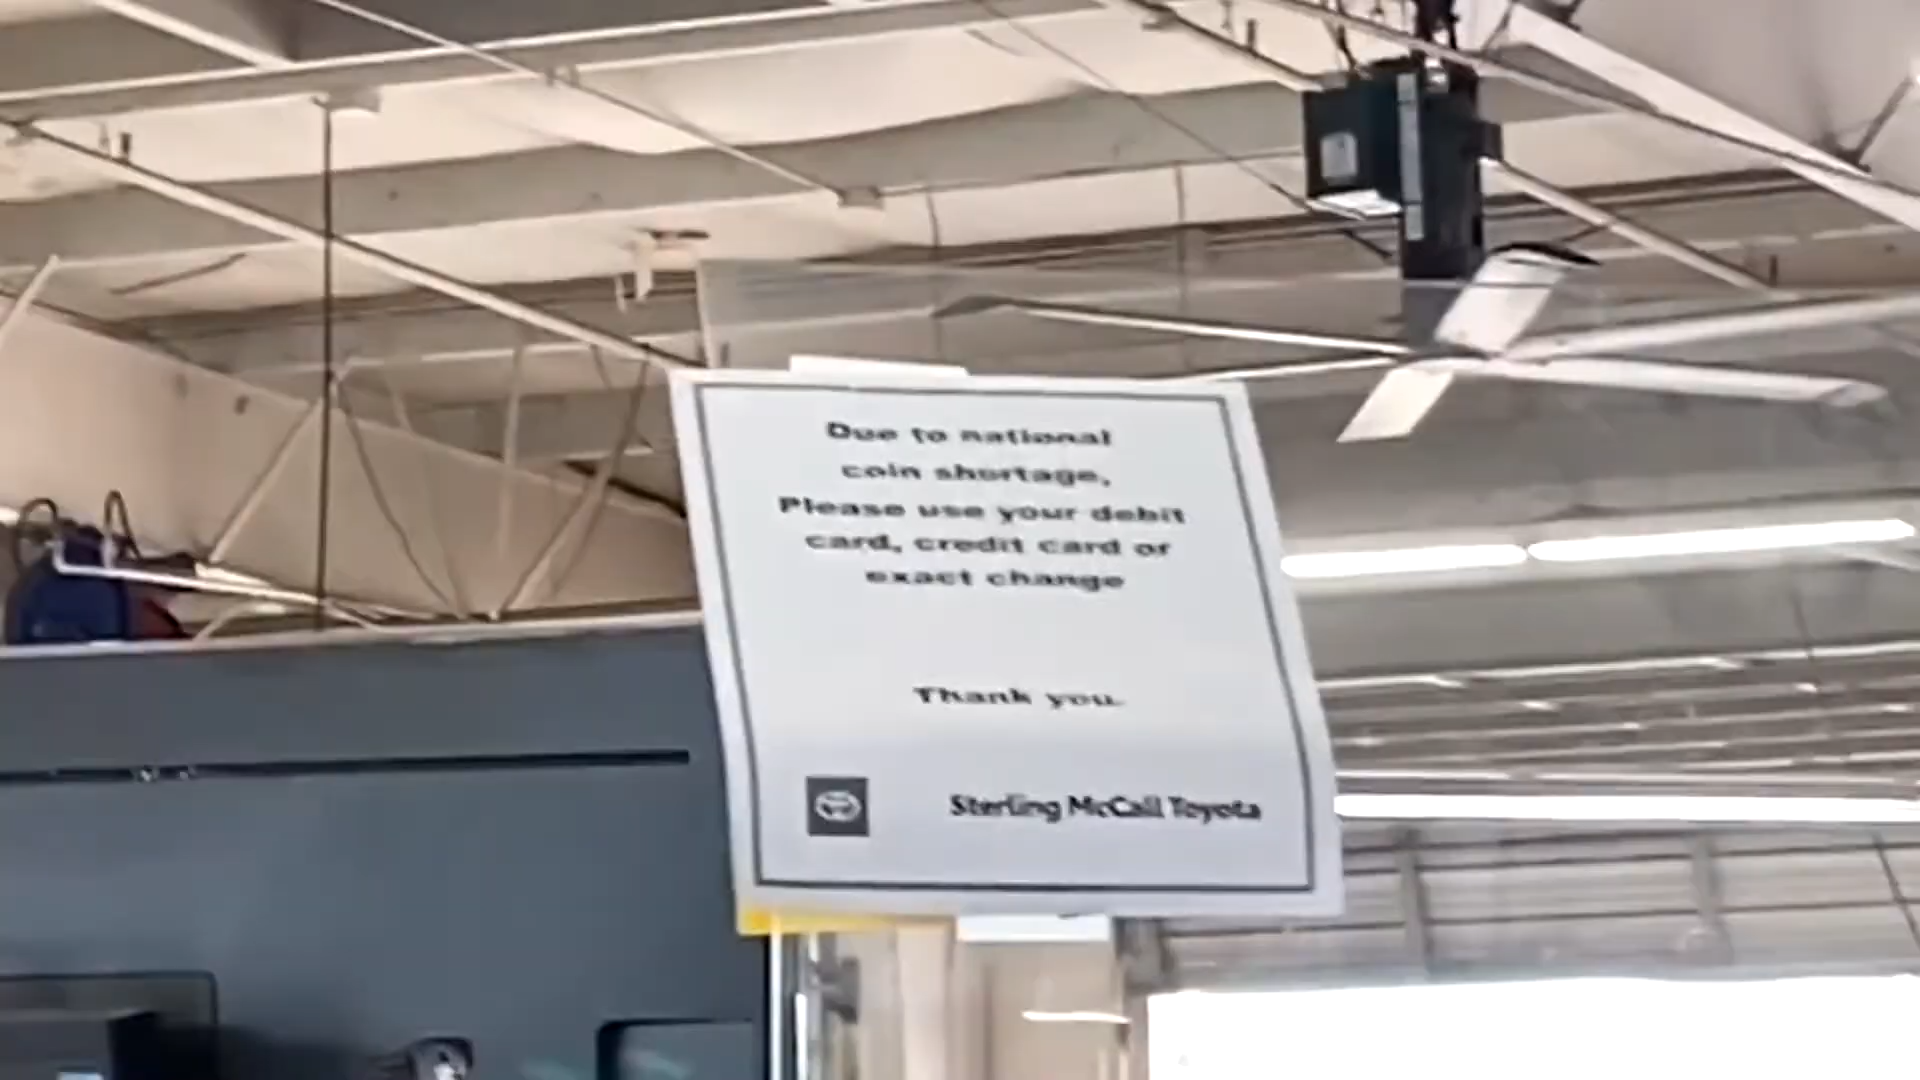 Due to national
coin shortage,
Please use your debit
card, credit card or
exact change
Thank you.
Sterling McCall Toyota